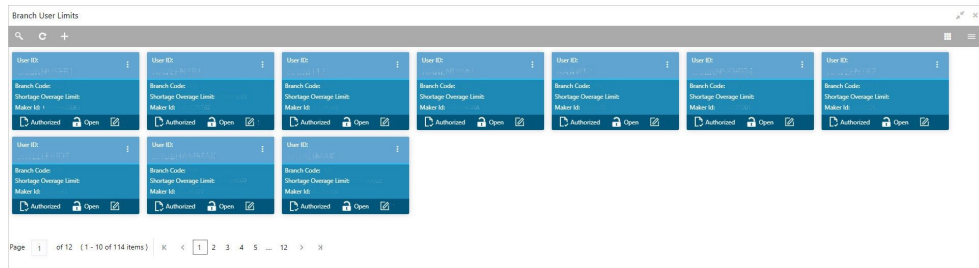 Branch User Limits
User ID: User ID: User ID: User ID: User ID: User ID: User ID:
Branch Code: Branch Code: Branch Code: Branch Code: Branch Code: Branch Code: Branch Code:
Shortage Overage Limit: Shortage Overage Limit: Shortage Overage Limit: Shortage Overage Limit: Shortage Overage Limit: Shortage Overage Limit: Shortage Overage Limit:
Maker Id: Maker Id: Maker Id: Maker Id: Maker Id: Maker Id: Maker Id:
Authorized Open Authorized Open Authorized Open Authorized Open Authorized Open Authorized Open Authorized Open
User ID: User ID: User ID:
Branch Code: Branch Code: Branch Code:
Shortage Overage Limit: Shortage Overage Limit: Shortage Overage Limit:
Maker Id: Maker Id: Maker Id:
Authorized Open Authorized Open Authorized Open
Page 1 of 12 (1 - 10 of 114 items) 1 2 3 4 5 ... 12